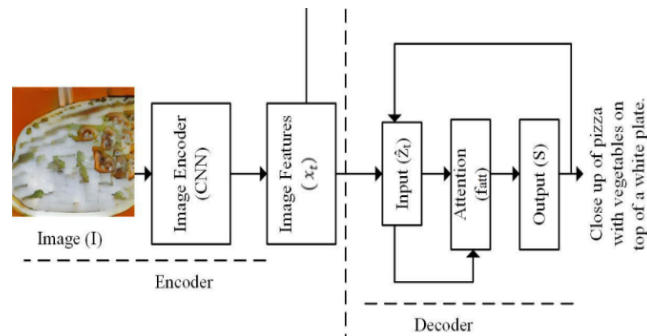 Image (I)
Image Encoder
(CNN)
Image Features
(x_t)
Input (Ẑ_t)
Attention
(f_att)
Output (S)
Close up of pizza
with vegetables on
top of a white plate.
Encoder
Decoder